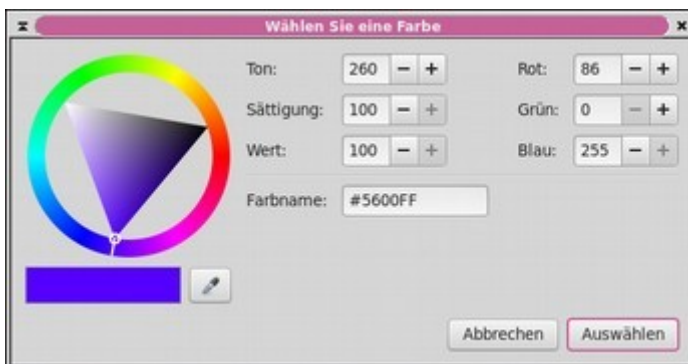 Wählen Sie eine Farbe
Ton: 260 − + Rot: 86 − +
Sättigung: 100 − + Grün: 0 − +
Wert: 100 − + Blau: 255 − +
Farbname: #5600FF
Abbrechen Auswählen